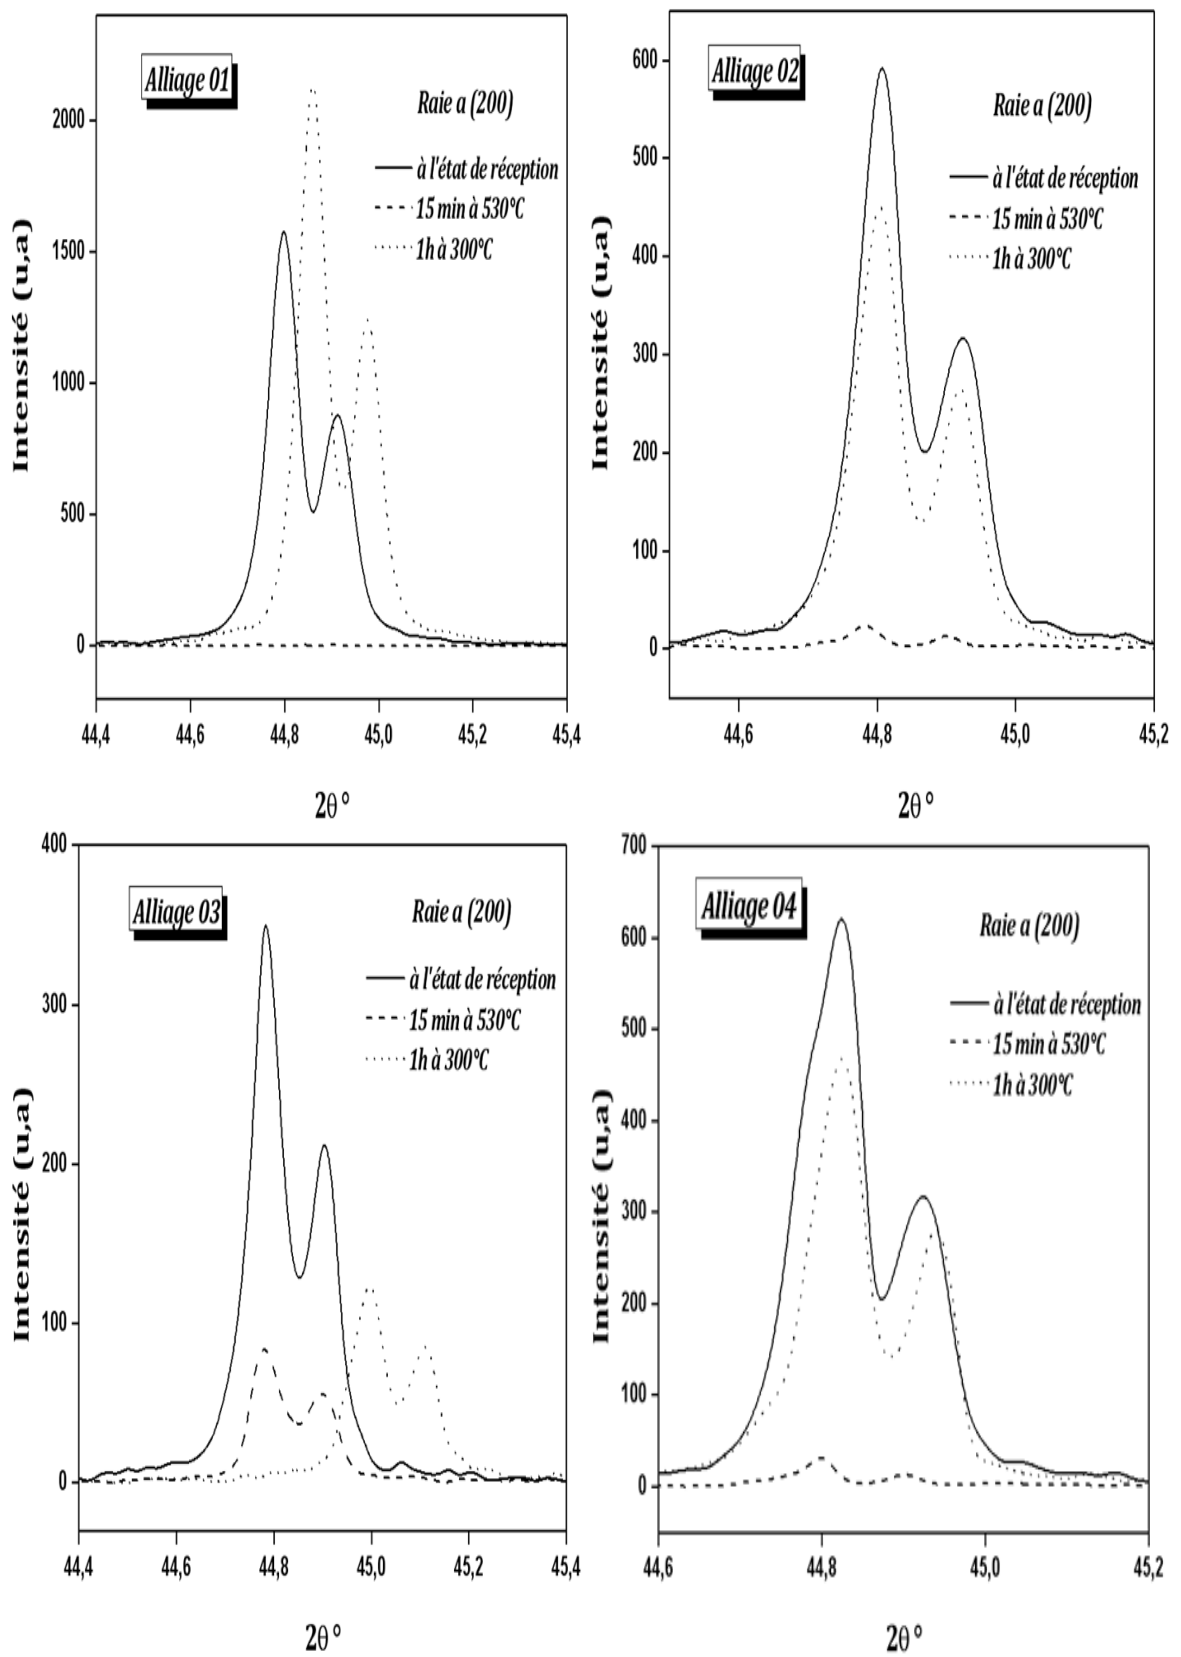 Alliage 01
Raie a (200)
à l'état de réception
15 min à 530°C
1h à 300°C
2000
1500
1000
500
0
Intensité (u,a)
44,4 44,6 44,8 45,0 45,2 45,4
2θ°
Alliage 02
Raie a (200)
à l'état de réception
15 min à 530°C
1h à 300°C
600
500
400
300
200
100
0
Intensité (u,a)
44,6 44,8 45,0 45,2
2θ°
Alliage 03
Raie a (200)
à l'état de réception
15 min à 530°C
1h à 300°C
400
300
200
100
0
Intensité (u,a)
44,4 44,6 44,8 45,0 45,2 45,4
2θ°
Alliage 04
Raie a (200)
à l'état de réception
15 min à 530°C
1h à 300°C
700
600
500
400
300
200
100
0
Intensité (u,a)
44,6 44,8 45,0 45,2
2θ°